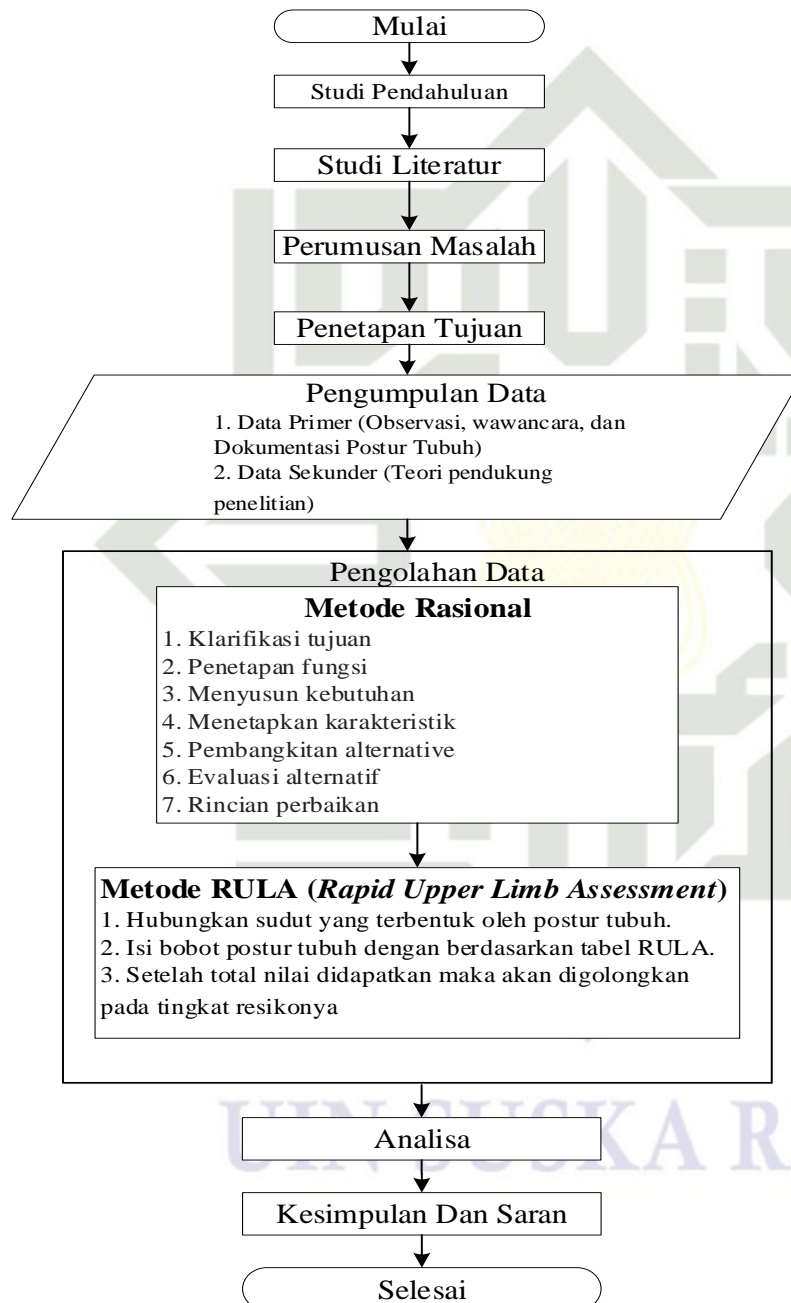 Mulai
Studi Pendahuluan
Studi Literatur
Perumusan Masalah
Penetapan Tujuan
Pengumpulan Data
1. Data Primer (Observasi, wawancara, dan
Dokumentasi Postur Tubuh)
2. Data Sekunder (Teori pendukung
penelitian)
Pengolahan Data
Metode Rasional
1. Klarifikasi tujuan
2. Penetapan fungsi
3. Menyusun kebutuhan
4. Menetapkan karakteristik
5. Pembangkitan alternative
6. Evaluasi alternatif
7. Rincian perbaikan
Metode RULA (Rapid Upper Limb Assessment)
1. Hubungkan sudut yang terbentuk oleh postur tubuh.
2. Isi bobot postur tubuh dengan berdasarkan tabel RULA.
3. Setelah total nilai didapatkan maka akan digolongkan
pada tingkat resikonya
UIN SUSKA R
Analisa
Kesimpulan Dan Saran
Selesai